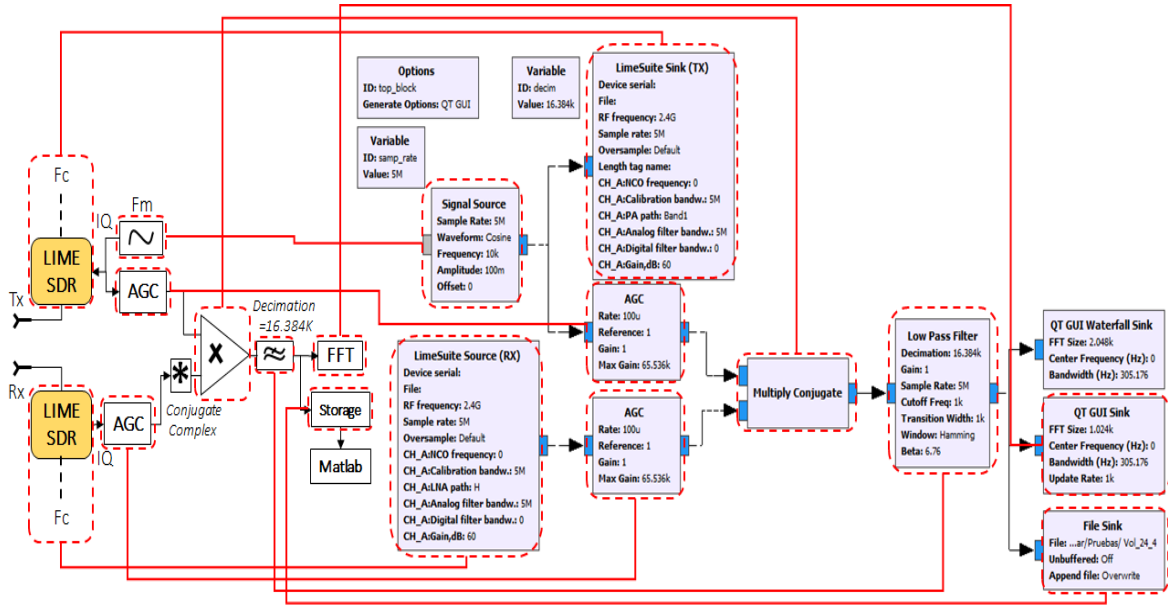 Fc
IQ
Fm
LIME
SDR
AGC
Tx
Decimation
=16.384K
X
≈
FFT
*
Rx
LIME
SDR
AGC
IQ
Conjugate
Complex
Storage
Matlab
Fc
Options
ID: top_block
Generate Options: QT GUI
Variable
ID: decim
Value: 16.384k
Variable
ID: samp_rate
Value: 5M
Signal Source
Sample Rate: 5M
Waveform: Cosine
Frequency: 10k
Amplitude: 100m
Offset: 0
LimeSuite Sink (TX)
Device serial:
File:
RF frequency: 2.4G
Sample rate: 5M
Oversample: Default
Length tag name:
CH_A:NCO frequency: 0
CH_A:Calibration bandw.: 5M
CH_A:PA path: Band1
CH_A:Analog filter bandw.: 5M
CH_A:Digital filter bandw.: 0
CH_A:Gain,dB: 60
AGC
Rate: 100u
Reference: 1
Gain: 1
Max Gain: 65.536k
LimeSuite Source (RX)
Device serial:
File:
RF frequency: 2.4G
Sample rate: 5M
Oversample: Default
CH_A:NCO frequency: 0
CH_A:Calibration bandw.: 5M
CH_A:LNA path: H
CH_A:Analog filter bandw.: 5M
CH_A:Digital filter bandw.: 0
CH_A:Gain,dB: 60
AGC
Rate: 100u
Reference: 1
Gain: 1
Max Gain: 65.536k
Multiply Conjugate
Low Pass Filter
Decimation: 16.384k
Gain: 1
Sample Rate: 5M
Cutoff Freq: 1k
Transition Width: 1k
Window: Hamming
Beta: 6.76
QT GUI Waterfall Sink
FFT Size: 2.048k
Center Frequency (Hz): 0
Bandwidth (Hz): 305.176
QT GUI Sink
FFT Size: 1.024k
Center Frequency (Hz): 0
Bandwidth (Hz): 305.176
Update Rate: 1k
File Sink
File: ...ar/Pruebas/ Vol_24_4
Unbuffered: Off
Append file: Overwrite